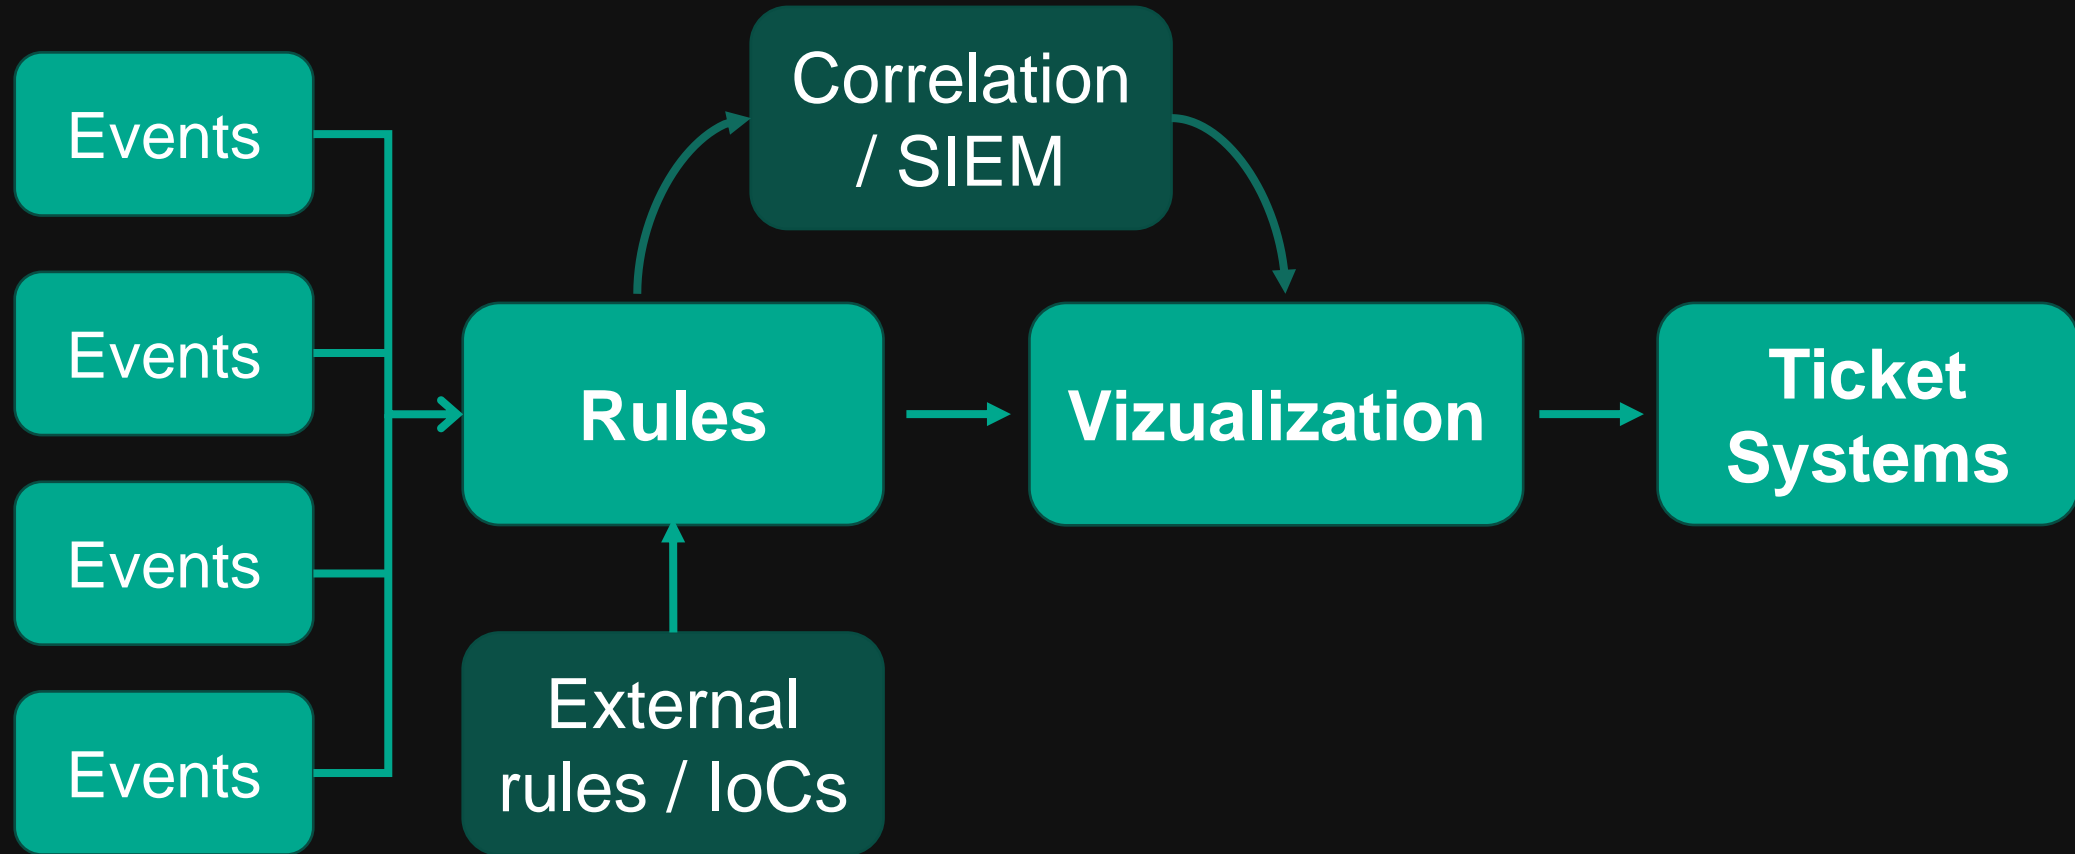 Events
Events
Events
Events
Rules
External
rules / IoCs
Correlation
/ SIEM
Vizualization
Ticket
Systems